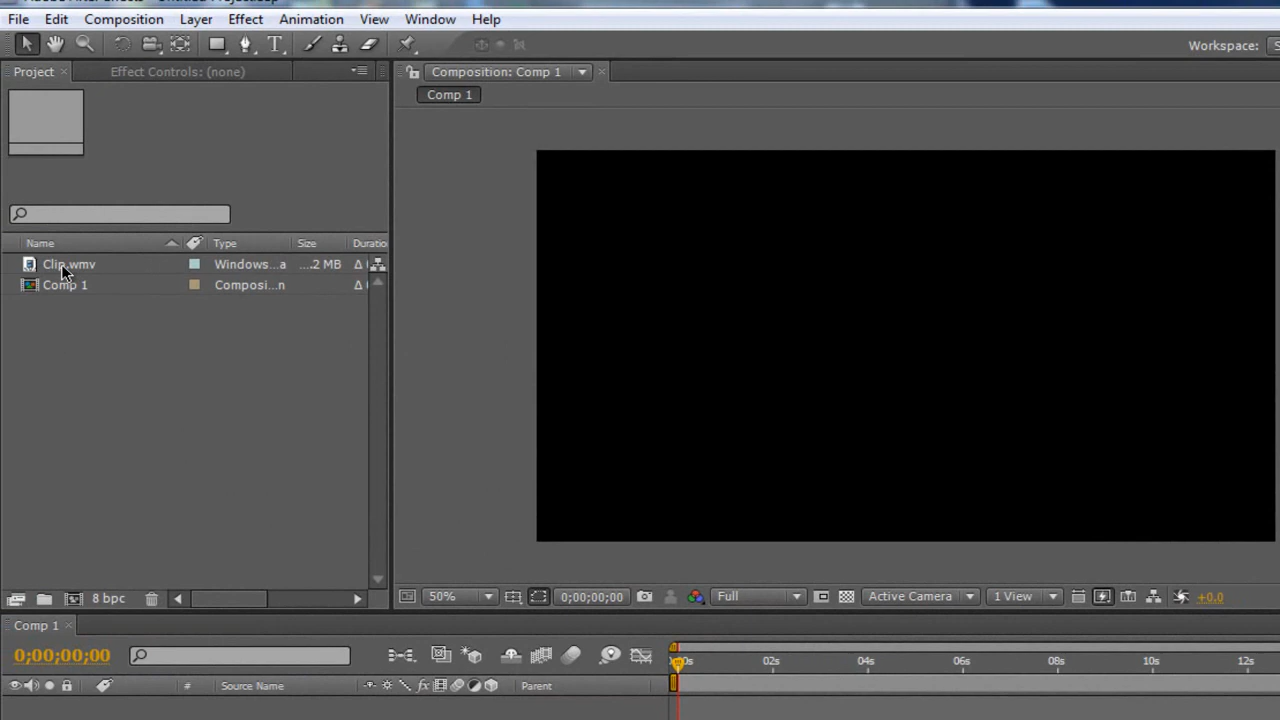 File Edit Composition Layer Effect Animation View Window Help
Workspace:
Project Effect Controls: (none)
Composition: Comp 1
Comp 1
Name Type Size Duratio
Clip.wmv Windows...a ....2 MB
Comp 1 Composi...n
8 bpc
50% 0;00;00;00 Full Active Camera 1 View +0.0
Comp 1
0;00;00;00
02s 04s 06s 08s 10s 12s
# Source Name Parent